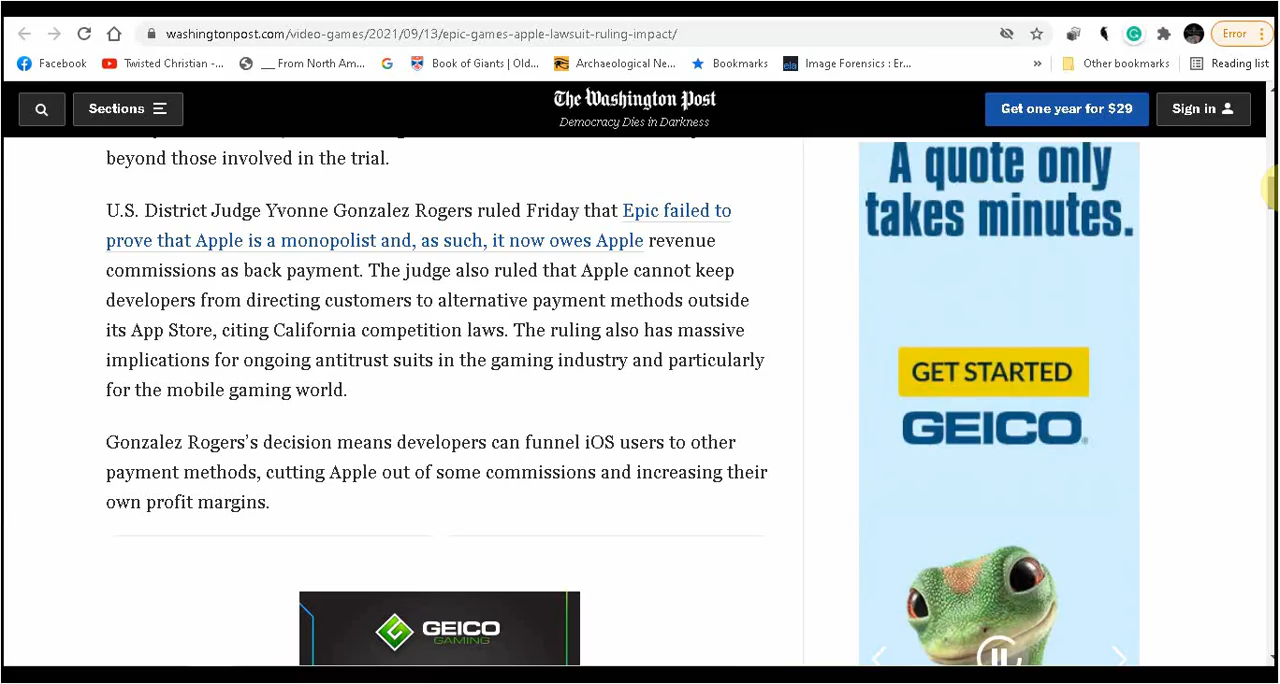 washingtonpost.com/video-games/2021/09/13/epic-games-apple-lawsuit-ruling-impact/
Error
Facebook
Twisted Christian -...
__ From North Am...
Book of Giants | Old...
Archaeological Ne...
Bookmarks
Image Forensics : Er...
»
Other bookmarks
Reading list
Sections
The Washington Post
Democracy Dies in Darkness
Get one year for $29
Sign in
beyond those involved in the trial.
U.S. District Judge Yvonne Gonzalez Rogers ruled Friday that Epic failed to
prove that Apple is a monopolist and, as such, it now owes Apple revenue
commissions as back payment. The judge also ruled that Apple cannot keep
developers from directing customers to alternative payment methods outside
its App Store, citing California competition laws. The ruling also has massive
implications for ongoing antitrust suits in the gaming industry and particularly
for the mobile gaming world.
Gonzalez Rogers’s decision means developers can funnel iOS users to other
payment methods, cutting Apple out of some commissions and increasing their
own profit margins.
GEICO
GAMING
A quote only
takes minutes.
GET STARTED
GEICO